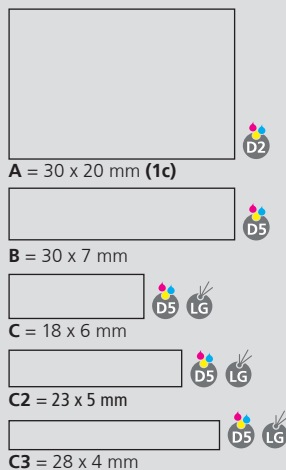 D2
A = 30 x 20 mm (1c)
D5
B = 30 x 7 mm
D5 LG
C = 18 x 6 mm
D5 LG
C2 = 23 x 5 mm
D5 LG
C3 = 28 x 4 mm